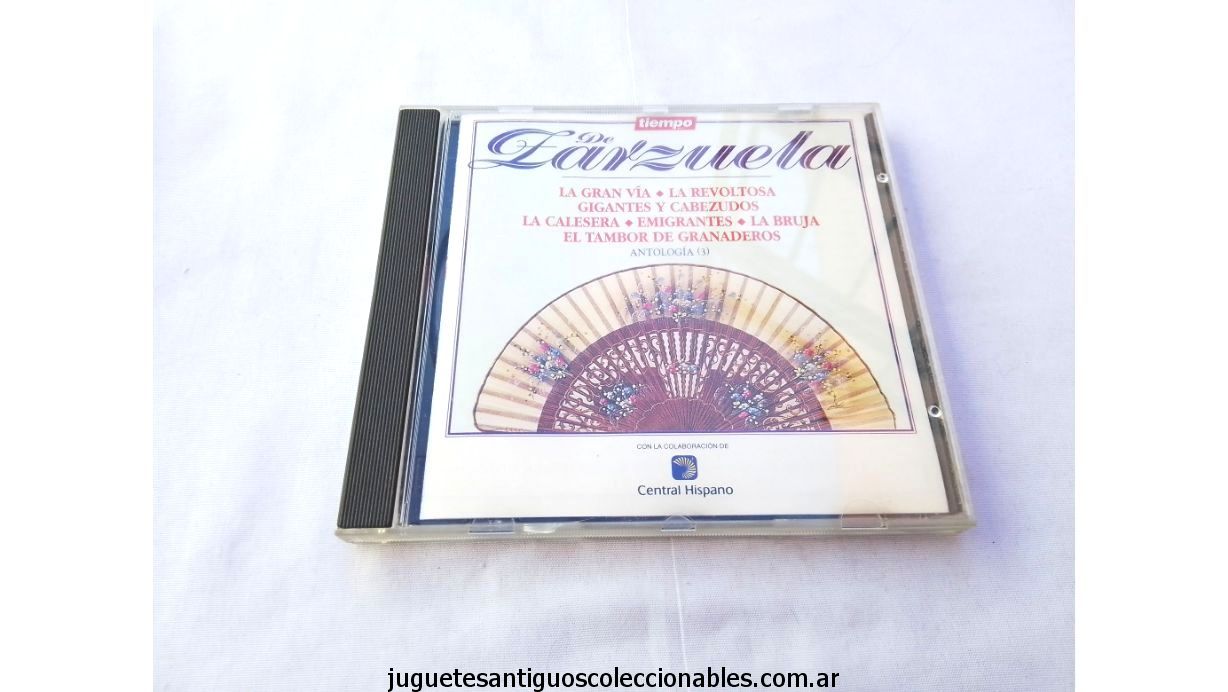 tiempo
De
Zarzuela
LA GRAN VÍA ◆ LA REVOLTOSA
GIGANTES Y CABEZUDOS
LA CALESERA ◆ EMIGRANTES ◆ LA BRUJA
EL TAMBOR DE GRANADEROS
ANTOLOGÍA (3)
CON LA COLABORACIÓN DE
Central Hispano
juguetesantiguoscoleccionables.com.ar